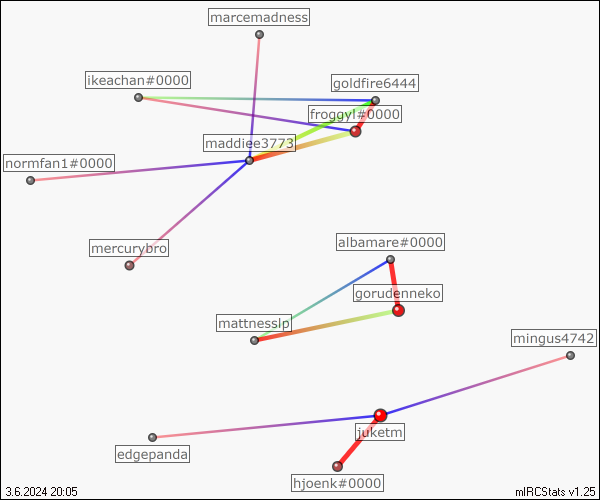 marcemadness
ikeachan#0000
goldfire6444
froggyl#0000
maddiee3773
normfan1#0000
mercurybro
albamare#0000
gorudenneko
mattnesslp
mingus4742
juketm
edgepanda
hjoenk#0000
3.6.2024 20:05
mIRCStats v1.25